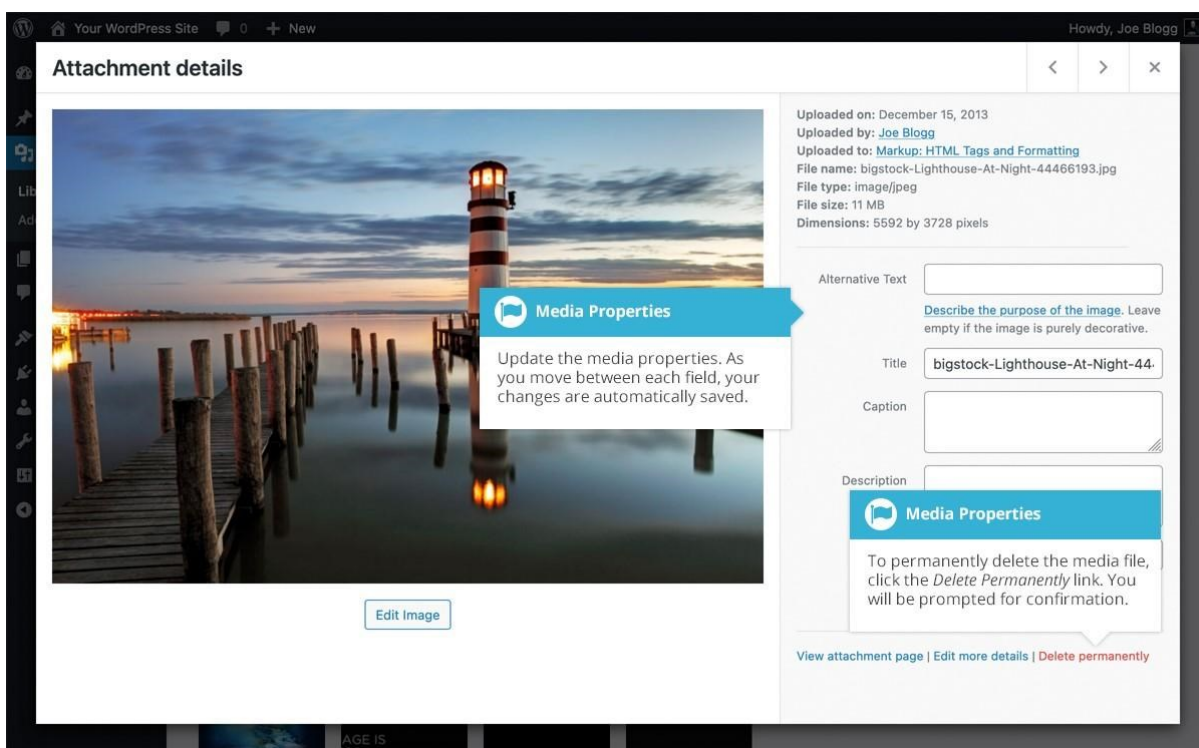 Your WordPress Site 0 + New Howdy, Joe Blogg
Attachment details
Lib
Ad
Uploaded on: December 15, 2013
Uploaded by: Joe Blogg
Uploaded to: Markup: HTML Tags and Formatting
File name: bigstock-Lighthouse-At-Night-44466193.jpg
File type: image/jpeg
File size: 11 MB
Dimensions: 5592 by 3728 pixels
Alternative Text
Describe the purpose of the image. Leave
empty if the image is purely decorative.
Media Properties
Update the media properties. As
you move between each field, your
changes are automatically saved.
Title bigstock-Lighthouse-At-Night-44
Caption
Description
Media Properties
To permanently delete the media file,
click the Delete Permanently link. You
will be prompted for confirmation.
Edit Image
View attachment page | Edit more details | Delete permanently
AGE IS